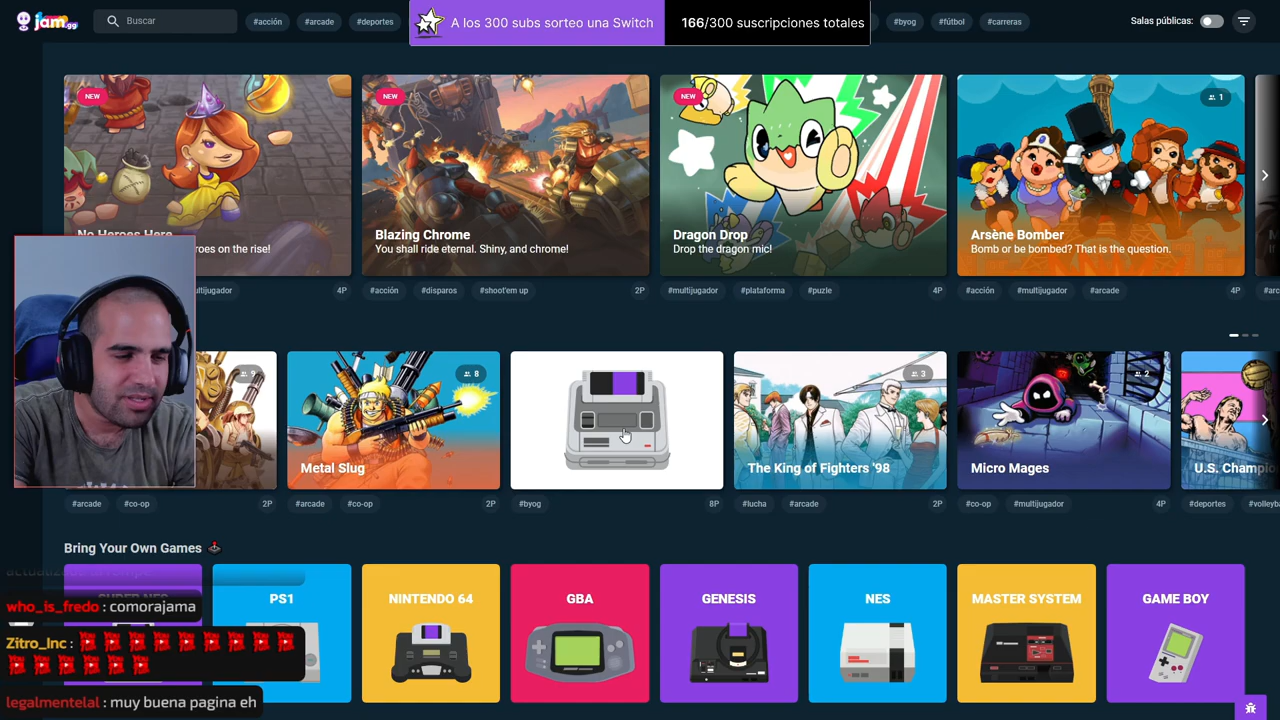 jam.gg
Buscar
#acción
#arcade
#deportes
A los 300 subs sorteo una Switch
166/300 suscripciones totales
#byog
#fútbol
#carreras
Salas públicas:
NEW
No Heroes Here
roes on the rise!
NEW
Blazing Chrome
You shall ride eternal. Shiny, and chrome!
NEW
Dragon Drop
Drop the dragon mic!
1
Arsène Bomber
Bomb or be bombed? That is the question.
ultijugador
4P
#acción
#disparos
#shoot'em up
2P
#multijugador
#plataforma
#puzle
4P
#acción
#multijugador
#arcade
4P
8
Metal Slug
3
The King of Fighters '98
2
Micro Mages
U.S. Champio
#arcade
#co-op
2P
#arcade
#co-op
2P
#byog
8P
#lucha
#arcade
2P
#co-op
#multijugador
4P
#deportes
#volleyb
Bring Your Own Games
SUPER NES
PS1
NINTENDO 64
GBA
GENESIS
NES
MASTER SYSTEM
GAME BOY
who_is_fredo : comorajama
Zitro_Inc :
legalmentelal : muy buena pagina eh